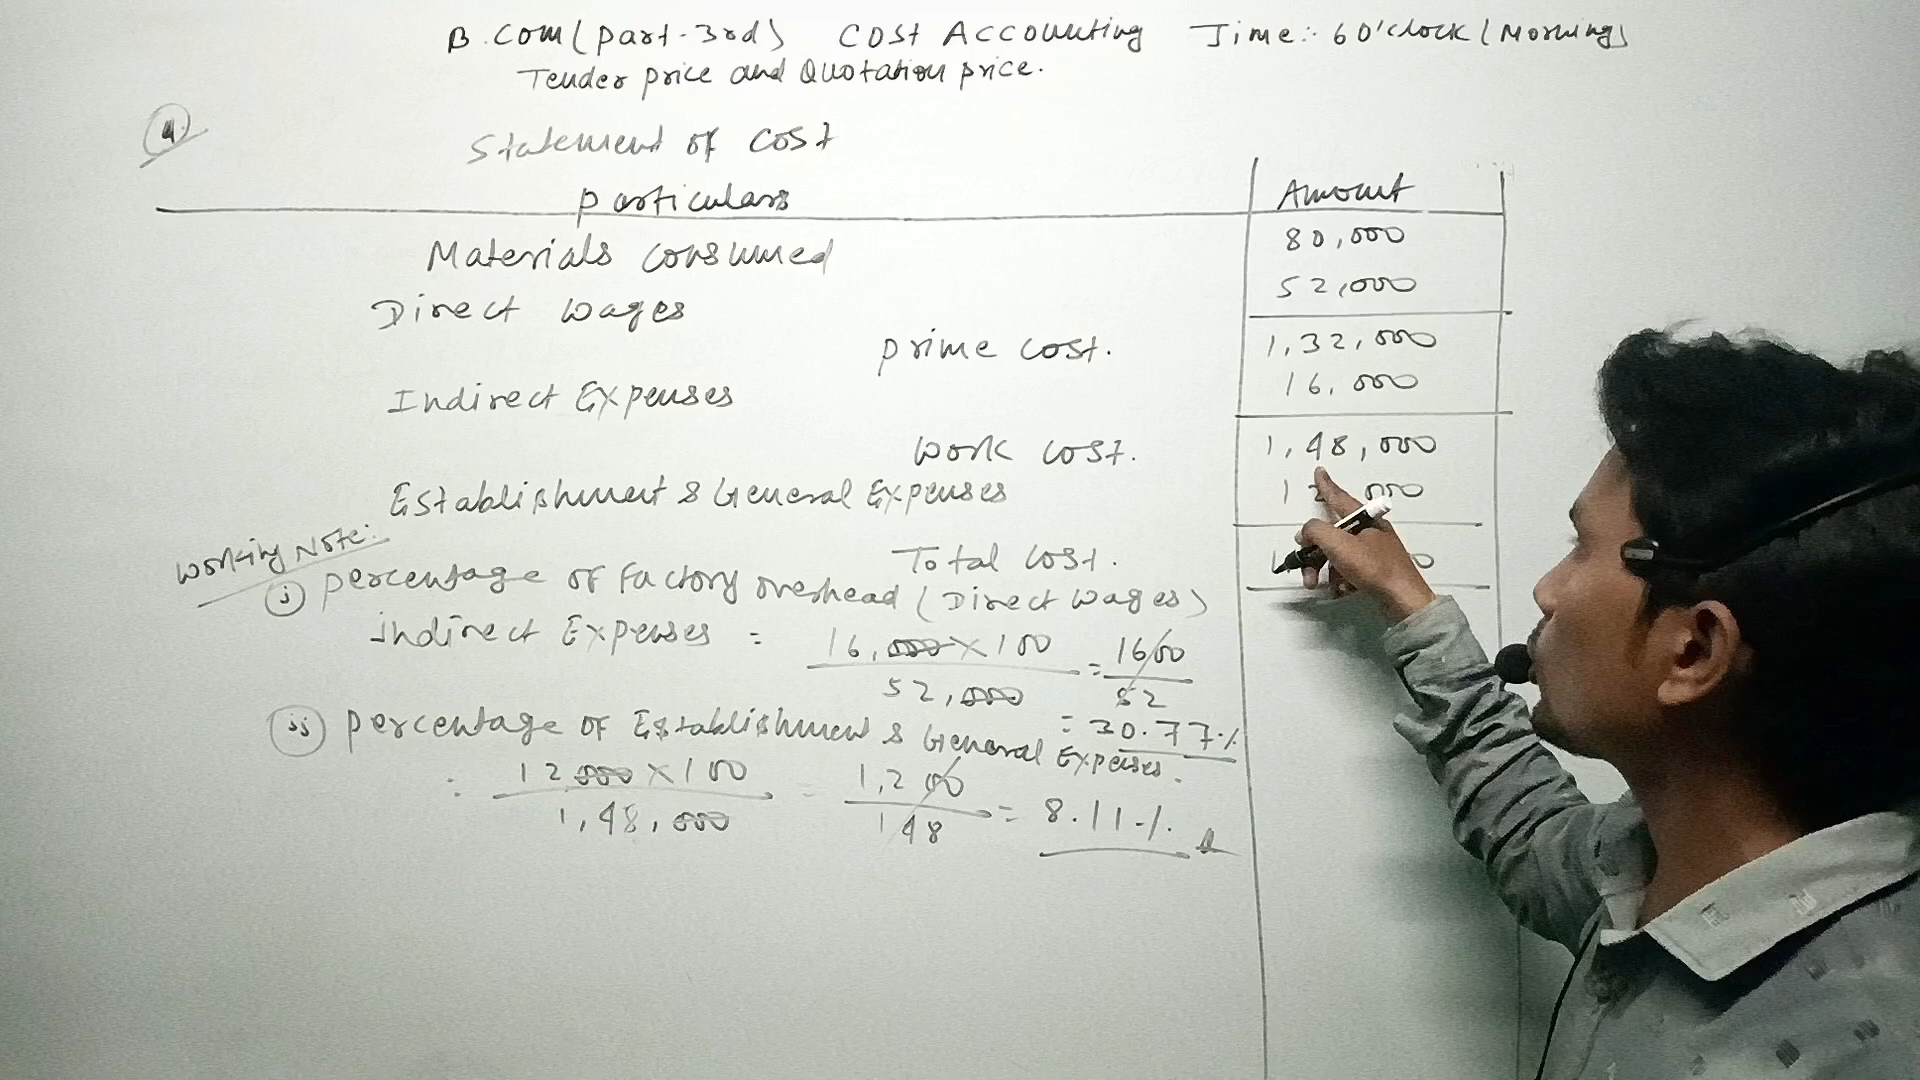 B.Com (part-3rd) Cost Accounting Time:- 6 O'clock (Morning)
Tender price and Quotation price.
4
Statement of Cost
Particulars Amount
Materials consumed 80,000
Direct wages 52,000
prime cost. 1,32,000
Indirect Expenses 16,000
Work cost. 1,48,000
Establishment & General Expenses
Working Note:
Total cost.
i) percentage of Factory overhead (Direct wages)
Indirect Expenses = 16,000 x 100 / 52,000 = 1600 / 52
= 30.77%
ii) percentage of Establishment & General Expenses.
= 12000 x 100 / 1,48,000 = 1,200 / 148 = 8.11%